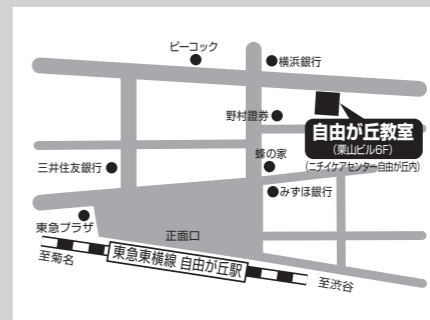 ピーコック
横浜銀行
野村證券
自由が丘教室
(栗山ビル6F)
(ニチイケアセンター自由が丘内)
蜂の家
三井住友銀行
みずほ銀行
東急プラザ
正面口
東急東横線 自由が丘駅
至菊名
至渋谷